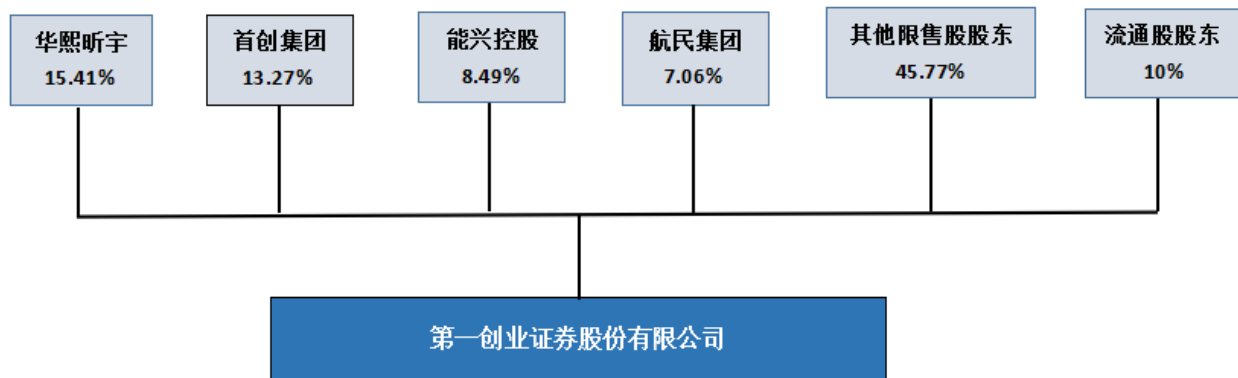 华熙昕宇
15.41%
首创集团
13.27%
能兴控股
8.49%
航民集团
7.06%
其他限售股股东
45.77%
流通股股东
10%
第一创业证券股份有限公司